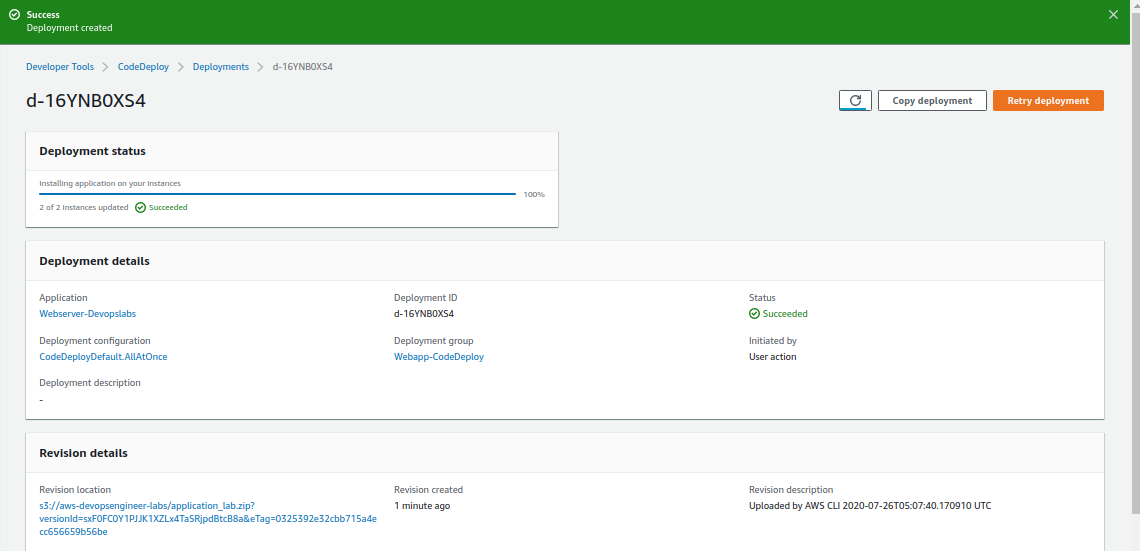 Success
Deployment created
Developer Tools > CodeDeploy > Deployments > d-16YNB0XS4
d-16YNB0XS4
Copy deployment
Retry deployment
Deployment status
Installing application on your instances
100%
2 of 2 instances updated Succeeded
Deployment details
Application
Webserver-Devopslabs
Deployment ID
d-16YNB0XS4
Status
Succeeded
Deployment configuration
CodeDeployDefault.AllAtOnce
Deployment group
Webapp-CodeDeploy
Initiated by
User action
Deployment description
-
Revision details
Revision location
s3://aws-devopsengineer-labs/application_lab.zip?
versionId=sxF0FC0Y1PJJK1XZLx4TaSRjpdBtcB8a&eTag=0325392e32cbb715a4e
cc656659b56be
Revision created
1 minute ago
Revision description
Uploaded by AWS CLI 2020-07-26T05:07:40.170910 UTC